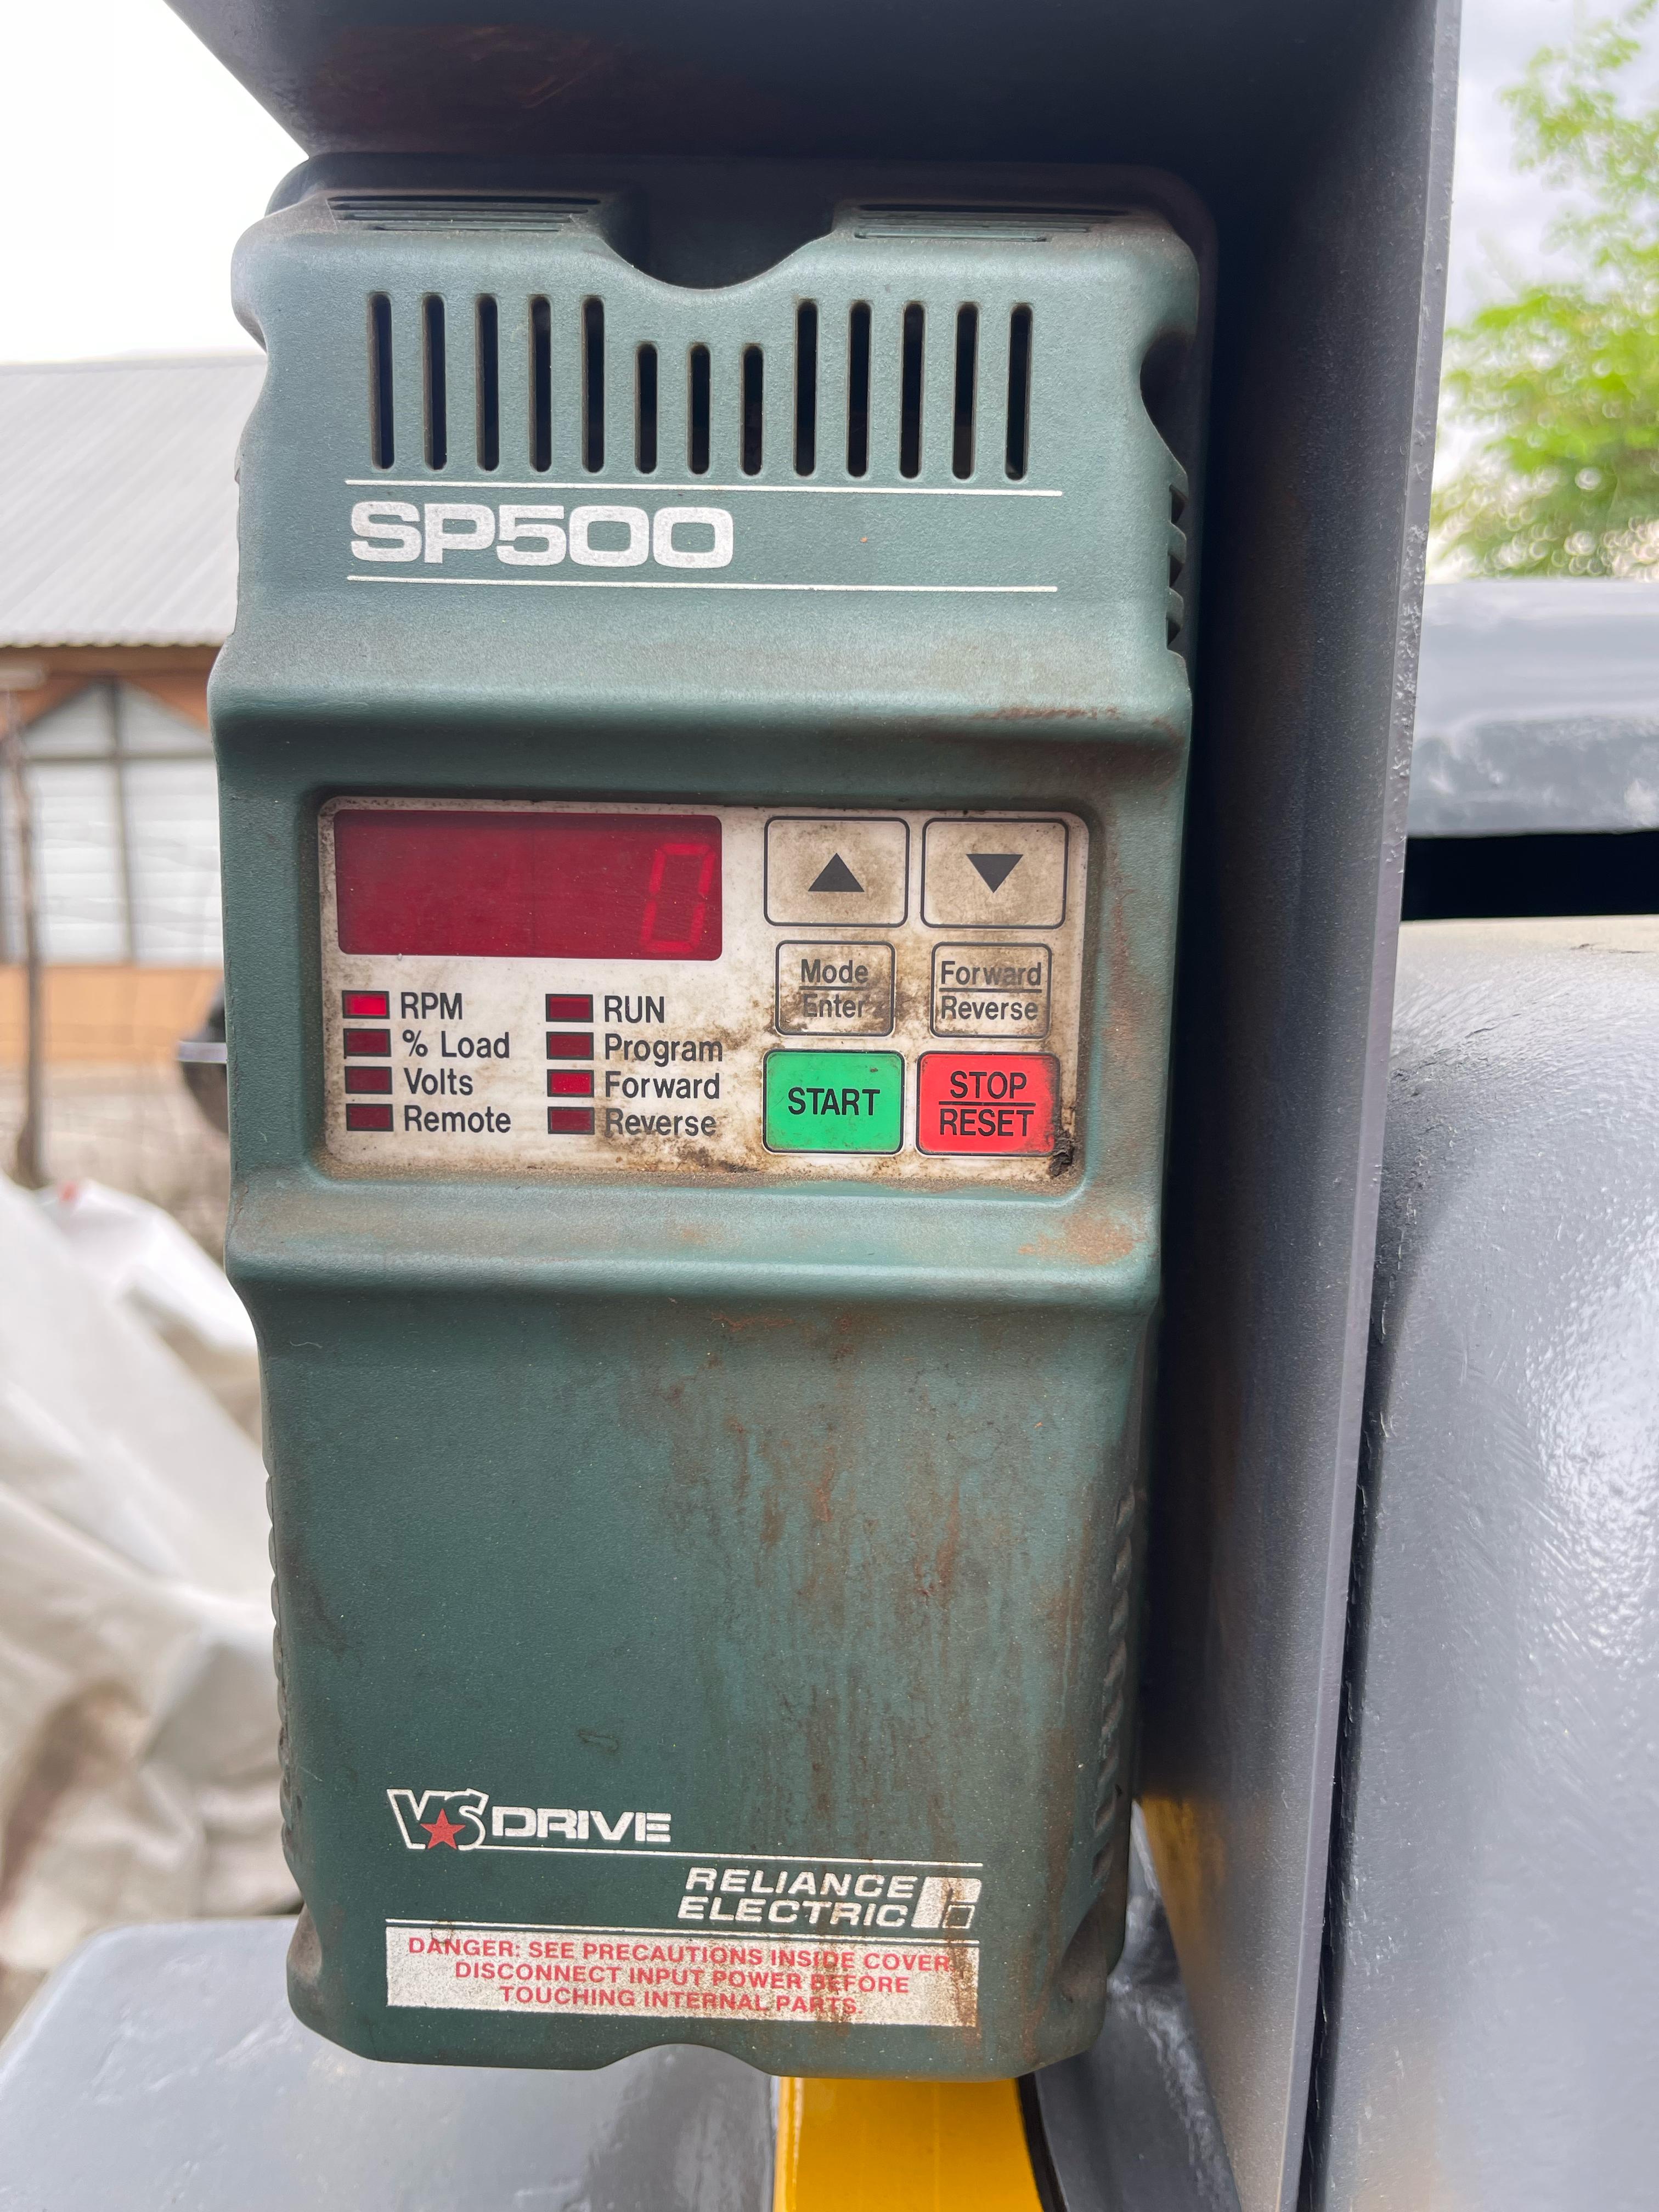 SP500
0
RPM
% Load
Volts
Remote
RUN
Program
Forward
Reverse
Mode
Enter
Forward
Reverse
START
STOP
RESET
VS DRIVE
RELIANCE
ELECTRIC
DANGER: SEE PRECAUTIONS INSIDE COVER.
DISCONNECT INPUT POWER BEFORE
TOUCHING INTERNAL PARTS.